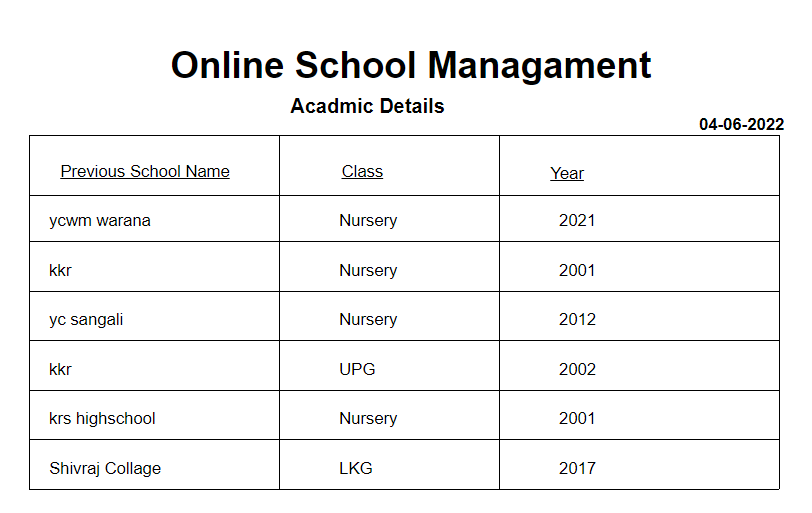 Online School Managament
Acadmic Details
04-06-2022
Previous School Name Class Year
ycwm warana Nursery 2021
kkr Nursery 2001
yc sangali Nursery 2012
kkr UPG 2002
krs highschool Nursery 2001
Shivraj Collage LKG 2017